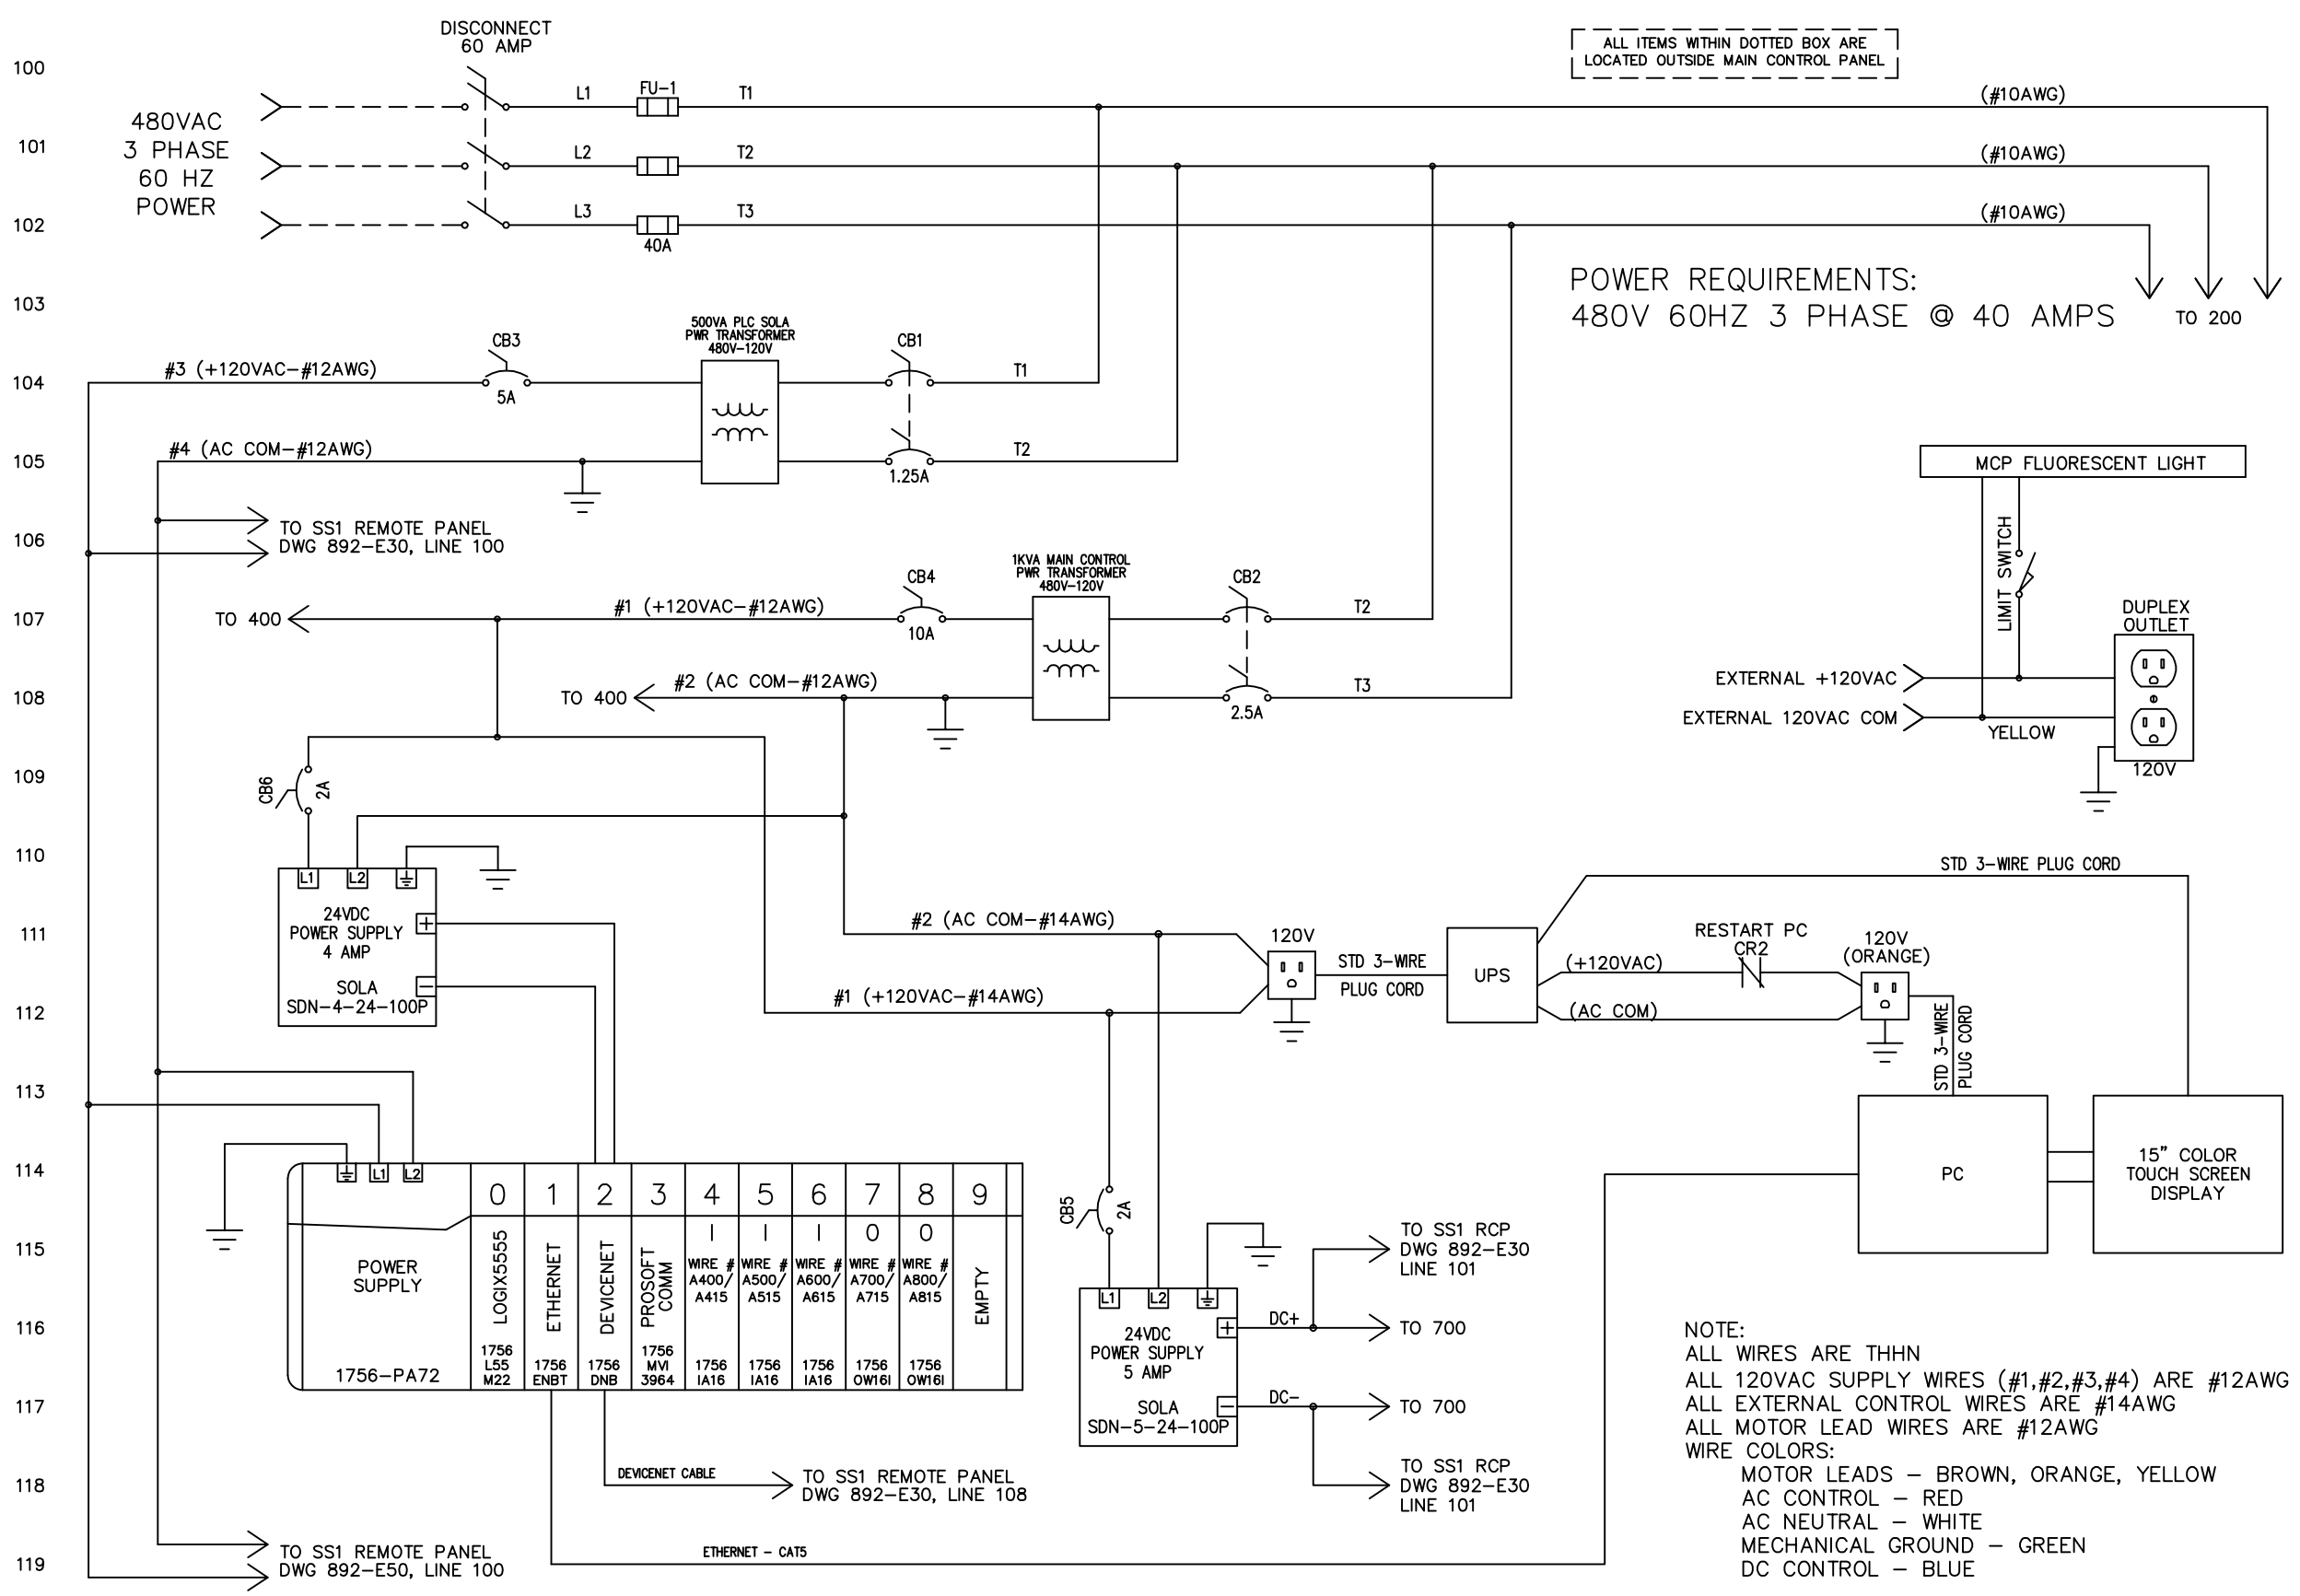 DISCONNECT
60 AMP
ALL ITEMS WITHIN DOTTED BOX ARE
LOCATED OUTSIDE MAIN CONTROL PANEL
100
L1
FU-1
T1
(#10AWG)
480VAC
3 PHASE
60 HZ
POWER
101
L2
T2
(#10AWG)
102
L3
40A
T3
(#10AWG)
POWER REQUIREMENTS:
480V 60HZ 3 PHASE @ 40 AMPS
TO 200
103
500VA PLC SOLA
PWR TRANSFORMER
480V-120V
CB3
CB1
104
#3 (+120VAC-#12AWG)
5A
T1
105
#4 (AC COM-#12AWG)
1.25A
T2
MCP FLUORESCENT LIGHT
LIMIT SWITCH
106
TO SS1 REMOTE PANEL
DWG 892-E30, LINE 100
1KVA MAIN CONTROL
PWR TRANSFORMER
480V-120V
CB4
CB2
107
TO 400
#1 (+120VAC-#12AWG)
10A
T2
DUPLEX
OUTLET
108
TO 400
#2 (AC COM-#12AWG)
2.5A
T3
EXTERNAL +120VAC
EXTERNAL 120VAC COM
YELLOW
120V
109
CB6
2A
110
L1
L2
24VDC
POWER SUPPLY
4 AMP
+
-
SOLA
SDN-4-24-100P
STD 3-WIRE PLUG CORD
111
#2 (AC COM-#14AWG)
120V
STD 3-WIRE
PLUG CORD
UPS
RESTART PC
CR2
(+120VAC)
(AC COM)
120V
(ORANGE)
112
#1 (+120VAC-#14AWG)
STD 3-WIRE
PLUG CORD
113
114
L1
L2
0
1
2
3
4
5
6
7
8
9
PC
15" COLOR
TOUCH SCREEN
DISPLAY
115
POWER
SUPPLY
1756-PA72
LOGIX5555
1756
L55
M22
ETHERNET
1756
ENBT
DEVICENET
1756
DNB
PROSOFT
COMM
1756
MVI
3964
I
WIRE #
A400/
A415
1756
IA16
I
WIRE #
A500/
A515
1756
IA16
I
WIRE #
A600/
A615
1756
IA16
O
WIRE #
A700/
A715
1756
OW16I
O
WIRE #
A800/
A815
1756
OW16I
EMPTY
CB5
2A
L1
L2
24VDC
POWER SUPPLY
5 AMP
+
-
SOLA
SDN-5-24-100P
TO SS1 RCP
DWG 892-E30
LINE 101
116
DC+
TO 700
117
DC-
TO 700
118
DEVICENET CABLE
TO SS1 REMOTE PANEL
DWG 892-E30, LINE 108
TO SS1 RCP
DWG 892-E30
LINE 101
119
TO SS1 REMOTE PANEL
DWG 892-E50, LINE 100
ETHERNET - CAT5
NOTE:
ALL WIRES ARE THHN
ALL 120VAC SUPPLY WIRES (#1,#2,#3,#4) ARE #12AWG
ALL EXTERNAL CONTROL WIRES ARE #14AWG
ALL MOTOR LEAD WIRES ARE #12AWG
WIRE COLORS:
MOTOR LEADS - BROWN, ORANGE, YELLOW
AC CONTROL - RED
AC NEUTRAL - WHITE
MECHANICAL GROUND - GREEN
DC CONTROL - BLUE